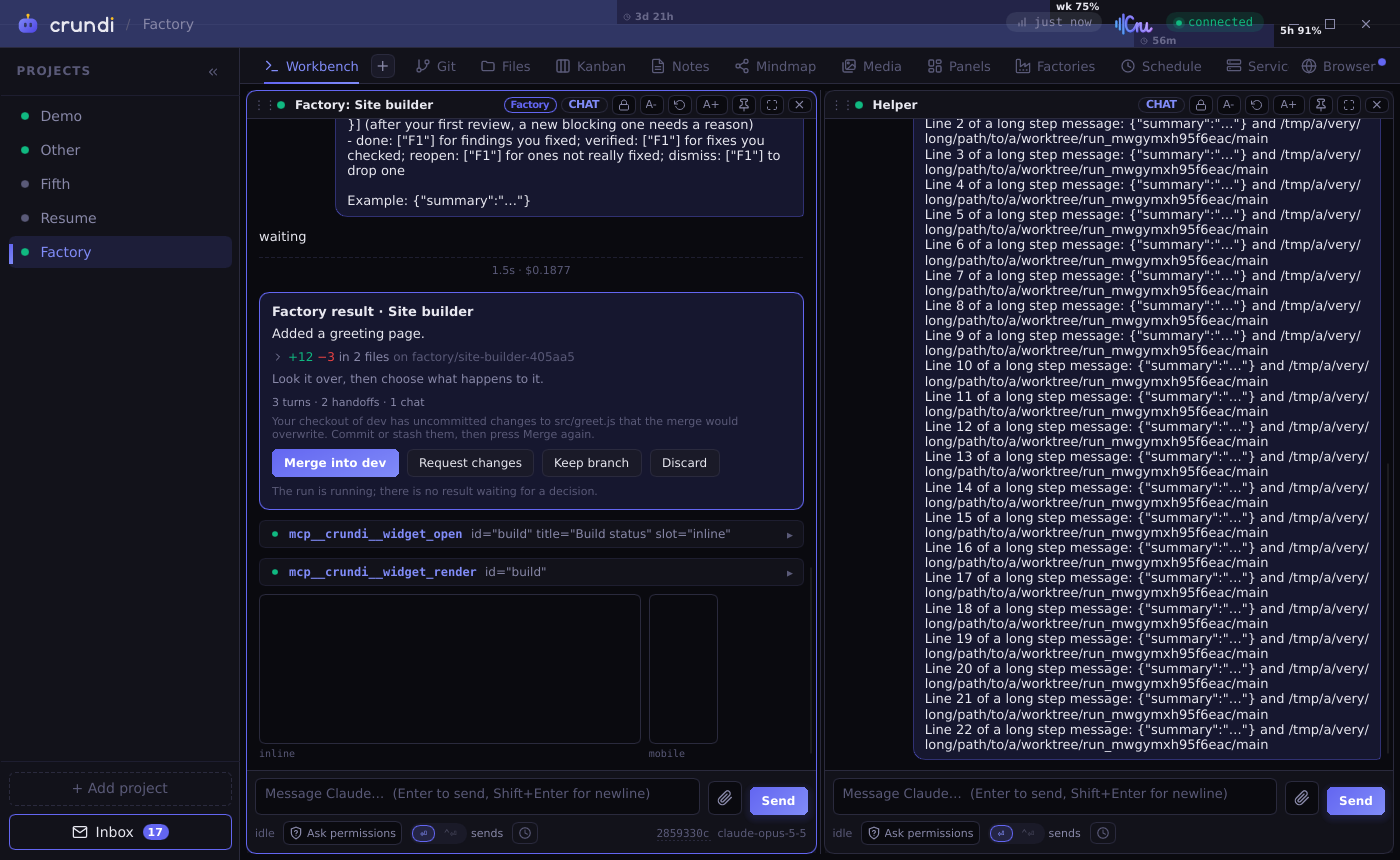 crundi / Factory
3d 21h
wk 75%
just now
Cru
connected
56m
5h 91%
PROJECTS
«
Workbench
+
Git
Files
Kanban
Notes
Mindmap
Media
Panels
Factories
Schedule
Servic
Browser
Demo
Other
Fifth
Resume
Factory
+ Add project
Inbox 17
Factory: Site builder
Factory
CHAT
A-
A+
}] (after your first review, a new blocking one needs a reason)
- done: ["F1"] for findings you fixed; verified: ["F1"] for fixes you
checked; reopen: ["F1"] for ones not really fixed; dismiss: ["F1"] to
drop one
Example: {"summary":"…"}
waiting
1.5s · $0.1877
Factory result · Site builder
Added a greeting page.
+12 −3 in 2 files on factory/site-builder-405aa5
Look it over, then choose what happens to it.
3 turns · 2 handoffs · 1 chat
Your checkout of dev has uncommitted changes to src/greet.js that the merge would
overwrite. Commit or stash them, then press Merge again.
Merge into dev
Request changes
Keep branch
Discard
The run is running; there is no result waiting for a decision.
mcp__crundi__widget_open id="build" title="Build status" slot="inline"
mcp__crundi__widget_render id="build"
inline
mobile
Message Claude… (Enter to send, Shift+Enter for newline)
Send
idle
Ask permissions
sends
2859330c
claude-opus-5-5
Helper
CHAT
A-
A+
Line 2 of a long step message: {"summary":"…"} and /tmp/a/very/
long/path/to/a/worktree/run_mwgymxh95f6eac/main
Line 3 of a long step message: {"summary":"…"} and /tmp/a/very/
long/path/to/a/worktree/run_mwgymxh95f6eac/main
Line 4 of a long step message: {"summary":"…"} and /tmp/a/very/
long/path/to/a/worktree/run_mwgymxh95f6eac/main
Line 5 of a long step message: {"summary":"…"} and /tmp/a/very/
long/path/to/a/worktree/run_mwgymxh95f6eac/main
Line 6 of a long step message: {"summary":"…"} and /tmp/a/very/
long/path/to/a/worktree/run_mwgymxh95f6eac/main
Line 7 of a long step message: {"summary":"…"} and /tmp/a/very/
long/path/to/a/worktree/run_mwgymxh95f6eac/main
Line 8 of a long step message: {"summary":"…"} and /tmp/a/very/
long/path/to/a/worktree/run_mwgymxh95f6eac/main
Line 9 of a long step message: {"summary":"…"} and /tmp/a/very/
long/path/to/a/worktree/run_mwgymxh95f6eac/main
Line 10 of a long step message: {"summary":"…"} and /tmp/a/very/
long/path/to/a/worktree/run_mwgymxh95f6eac/main
Line 11 of a long step message: {"summary":"…"} and /tmp/a/very/
long/path/to/a/worktree/run_mwgymxh95f6eac/main
Line 12 of a long step message: {"summary":"…"} and /tmp/a/very/
long/path/to/a/worktree/run_mwgymxh95f6eac/main
Line 13 of a long step message: {"summary":"…"} and /tmp/a/very/
long/path/to/a/worktree/run_mwgymxh95f6eac/main
Line 14 of a long step message: {"summary":"…"} and /tmp/a/very/
long/path/to/a/worktree/run_mwgymxh95f6eac/main
Line 15 of a long step message: {"summary":"…"} and /tmp/a/very/
long/path/to/a/worktree/run_mwgymxh95f6eac/main
Line 16 of a long step message: {"summary":"…"} and /tmp/a/very/
long/path/to/a/worktree/run_mwgymxh95f6eac/main
Line 17 of a long step message: {"summary":"…"} and /tmp/a/very/
long/path/to/a/worktree/run_mwgymxh95f6eac/main
Line 18 of a long step message: {"summary":"…"} and /tmp/a/very/
long/path/to/a/worktree/run_mwgymxh95f6eac/main
Line 19 of a long step message: {"summary":"…"} and /tmp/a/very/
long/path/to/a/worktree/run_mwgymxh95f6eac/main
Line 20 of a long step message: {"summary":"…"} and /tmp/a/very/
long/path/to/a/worktree/run_mwgymxh95f6eac/main
Line 21 of a long step message: {"summary":"…"} and /tmp/a/very/
long/path/to/a/worktree/run_mwgymxh95f6eac/main
Line 22 of a long step message: {"summary":"…"} and /tmp/a/very/
long/path/to/a/worktree/run_mwgymxh95f6eac/main
Message Claude… (Enter to send, Shift+Enter for newline)
Send
idle
Ask permissions
sends